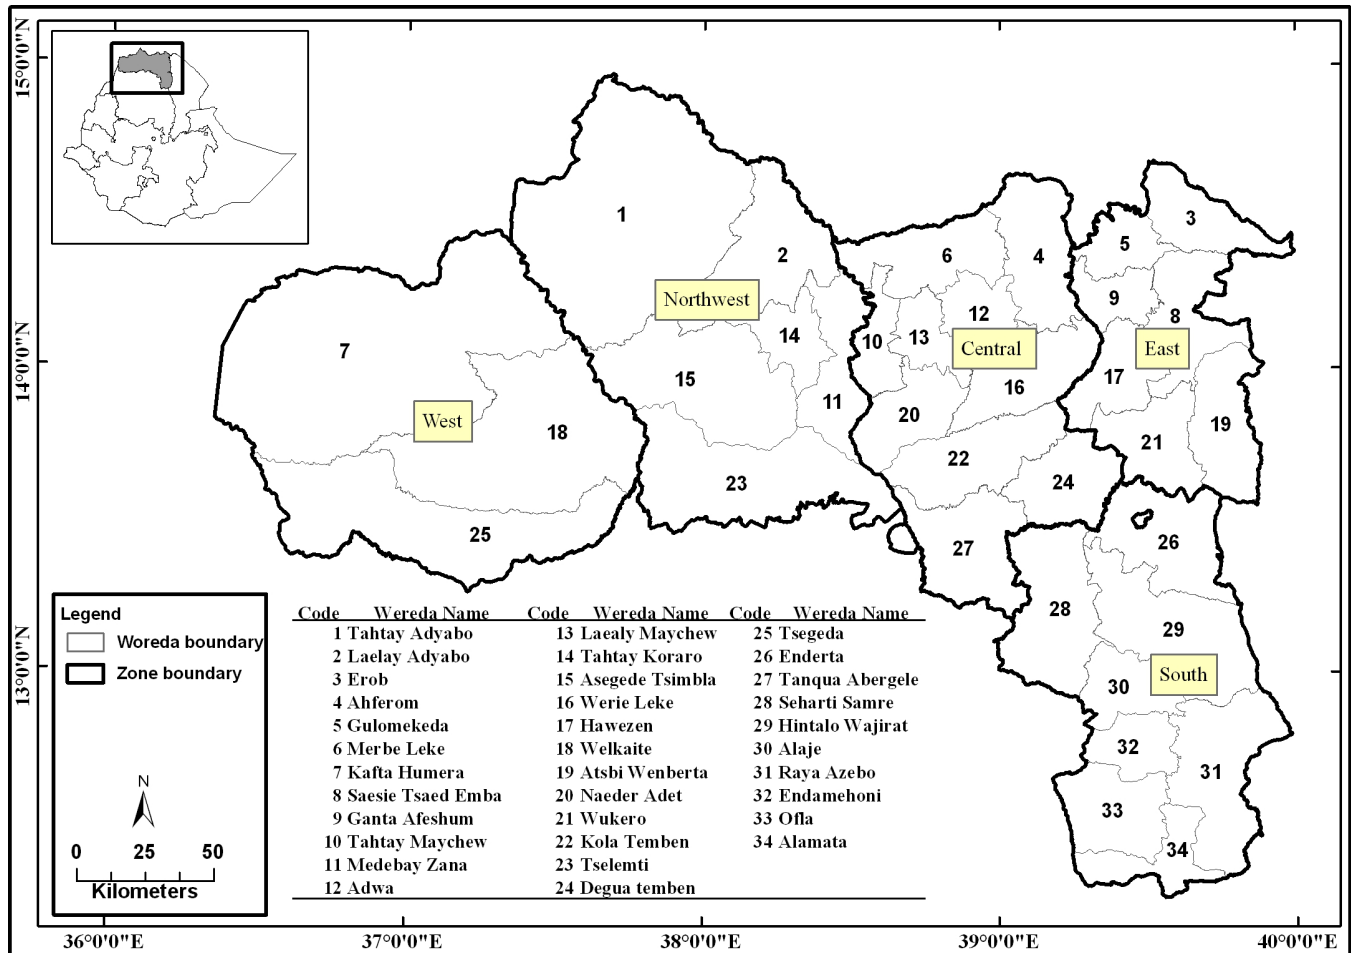 15°0'0"N
14°0'0"N
13°0'0"N
1
2
3
4
5
6
7
8
9
10
11
12
13
14
15
16
17
18
19
20
21
22
23
24
25
26
27
28
29
30
31
32
33
34
Northwest
Central
East
West
South
Legend
Woreda boundary
Zone boundary
N
0 25 50
Kilometers
Code Wereda Name Code Wereda Name Code Wereda Name
1 Tahtay Adyabo 13 Laealy Maychew 25 Tsegeda
2 Laelay Adyabo 14 Tahtay Koraro 26 Enderta
3 Erob 15 Asegede Tsimbla 27 Tanqua Abergele
4 Ahferom 16 Werie Leke 28 Seharti Samre
5 Gulomekeda 17 Hawezen 29 Hintalo Wajirat
6 Merbe Leke 18 Welkaite 30 Alaje
7 Kafta Humera 19 Atsbi Wenberta 31 Raya Azebo
8 Saesie Tsaed Emba 20 Naeder Adet 32 Endamehoni
9 Ganta Afeshum 21 Wukero 33 Ofla
10 Tahtay Maychew 22 Kola Temben 34 Alamata
11 Medebay Zana 23 Tselemti
12 Adwa 24 Degua temben
36°0'0"E 37°0'0"E 38°0'0"E 39°0'0"E 40°0'0"E